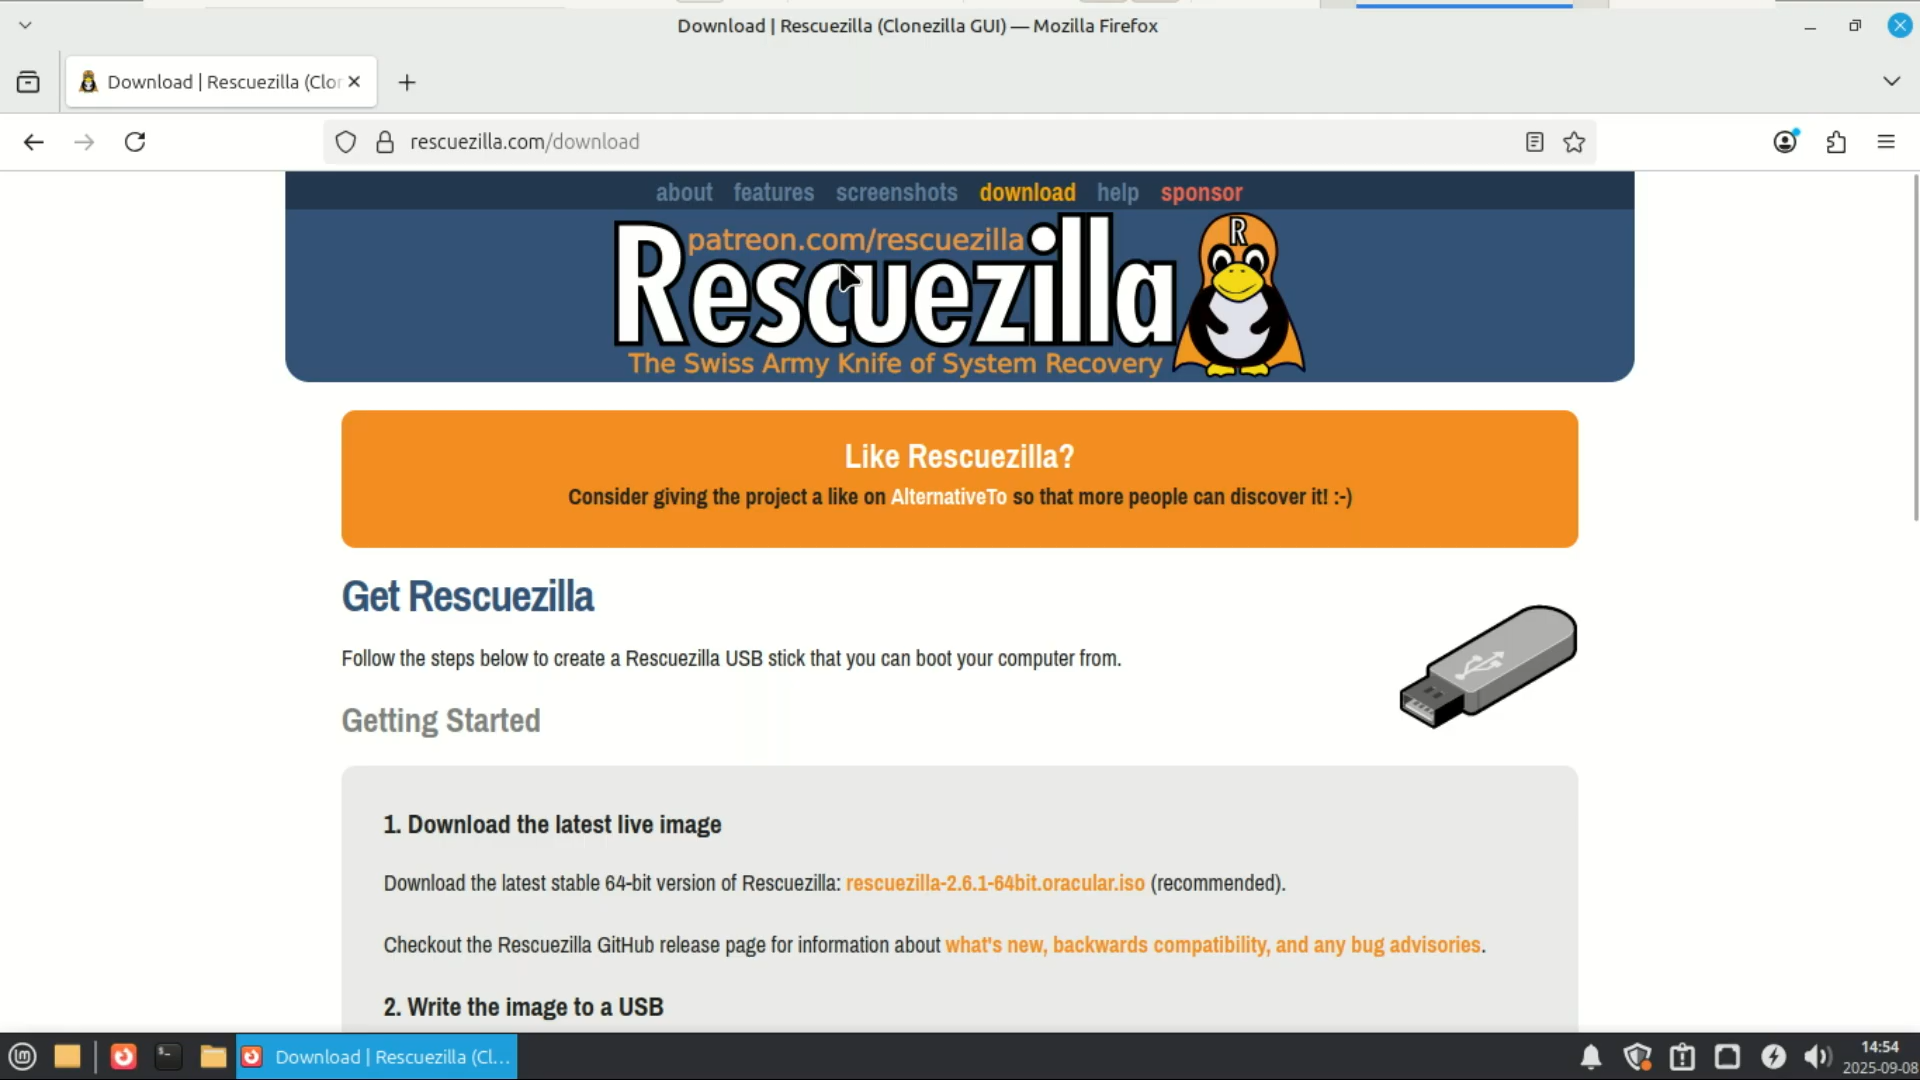 Download | Rescuezilla (Clonezilla GUI) — Mozilla Firefox
Download | Rescuezilla (Clor
rescuezilla.com/download
about features screenshots download help sponsor
patreon.com/rescuezilla
R
Rescuezilla
The Swiss Army Knife of System Recovery
Like Rescuezilla?
Consider giving the project a like on AlternativeTo so that more people can discover it! :-)
Get Rescuezilla
Follow the steps below to create a Rescuezilla USB stick that you can boot your computer from.
Getting Started
1. Download the latest live image
Download the latest stable 64-bit version of Rescuezilla: rescuezilla-2.6.1-64bit.oracular.iso (recommended).
Checkout the Rescuezilla GitHub release page for information about what's new, backwards compatibility, and any bug advisories.
2. Write the image to a USB
Download | Rescuezilla (Cl...
14:54
2025-09-08